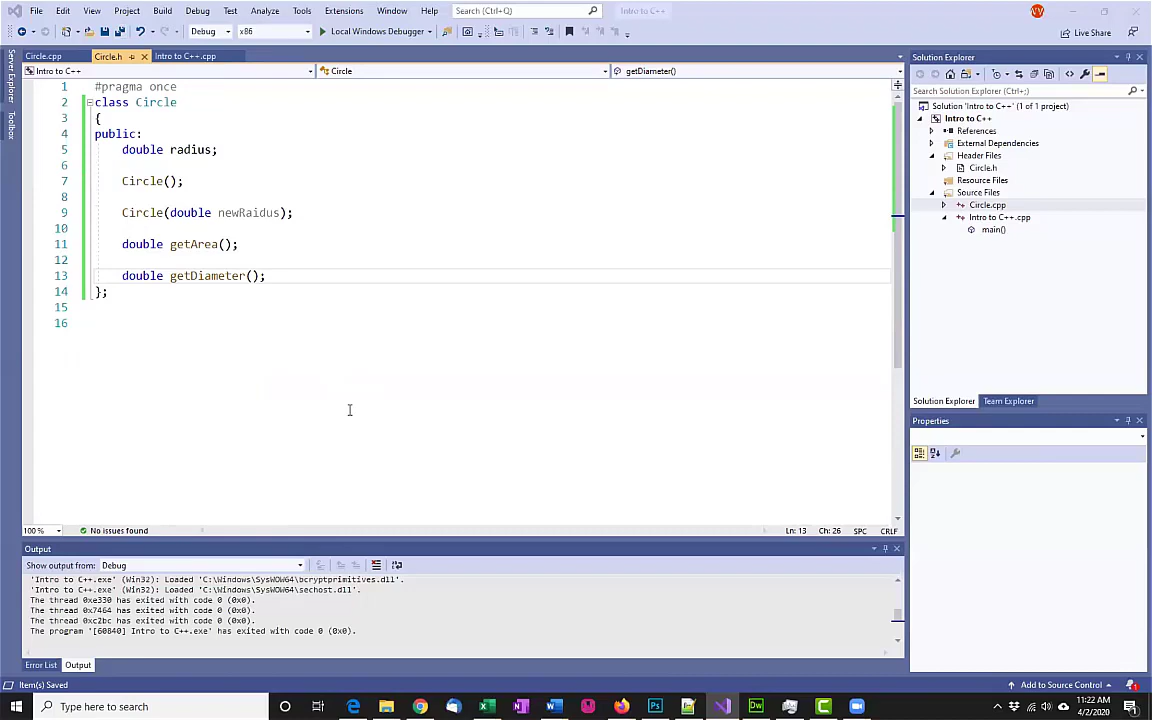 File Edit View Project Build Debug Test Analyze Tools Extensions Window Help Search (Ctrl+Q) Intro to C++
Debug x86 Local Windows Debugger Live Share
Server Explorer
Toolbox
Circle.cpp Circle.h Intro to C++.cpp
Intro to C++ Circle getDiameter()
1 #pragma once
2 class Circle
3 {
4 public:
5 double radius;
6
7 Circle();
8
9 Circle(double newRaidus);
10
11 double getArea();
12
13 double getDiameter();
14 };
15
16
100 % No issues found Ln: 13 Ch: 26 SPC CRLF
Output
Show output from: Debug
'Intro to C++.exe' (Win32): Loaded 'C:\Windows\SysWOW64\bcryptprimitives.dll'.
'Intro to C++.exe' (Win32): Loaded 'C:\Windows\SysWOW64\sechost.dll'.
The thread 0xe330 has exited with code 0 (0x0).
The thread 0x7464 has exited with code 0 (0x0).
The thread 0xc2bc has exited with code 0 (0x0).
The program '[60840] Intro to C++.exe' has exited with code 0 (0x0).
Error List Output
Solution Explorer
Search Solution Explorer (Ctrl+;)
Solution 'Intro to C++' (1 of 1 project)
Intro to C++
References
External Dependencies
Header Files
Circle.h
Resource Files
Source Files
Circle.cpp
Intro to C++.cpp
main()
Solution Explorer Team Explorer
Properties
Item(s) Saved Add to Source Control
Type here to search
11:22 AM
4/2/2020